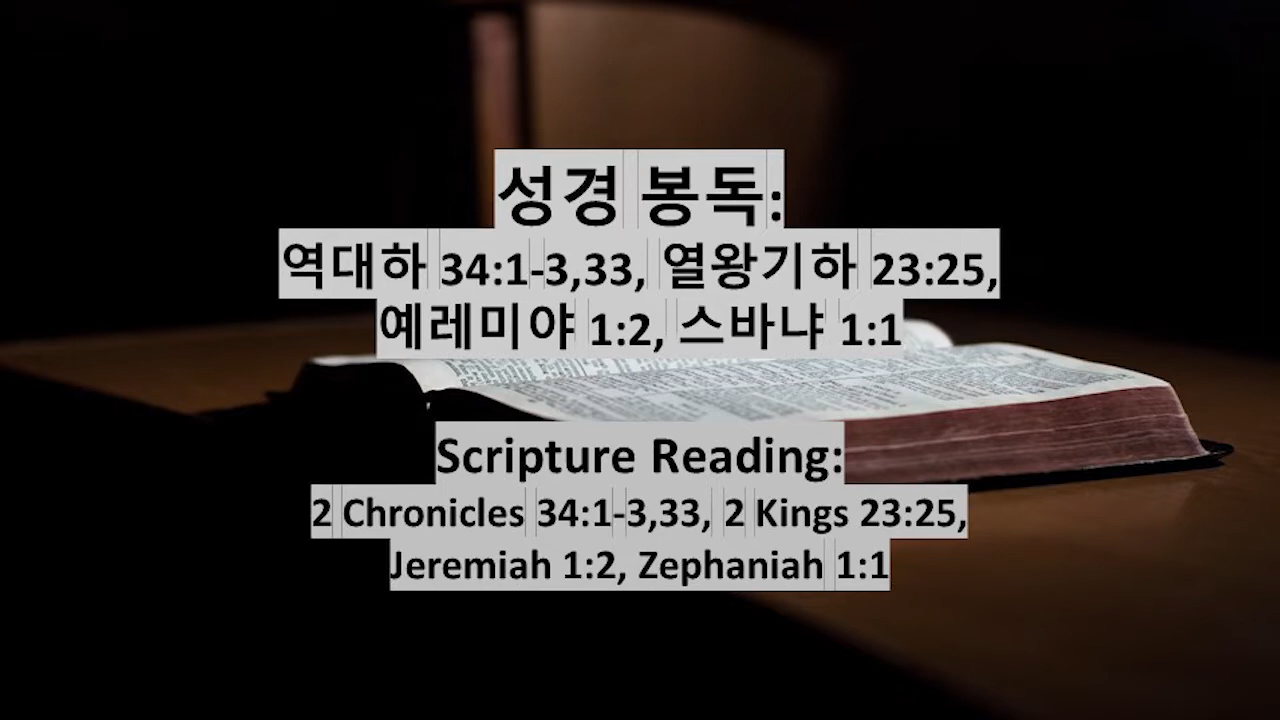 성경 봉독:
역대하 34:1-3,33, 열왕기하 23:25,
예레미야 1:2, 스바냐 1:1
Scripture Reading:
2 Chronicles 34:1-3,33, 2 Kings 23:25,
Jeremiah 1:2, Zephaniah 1:1